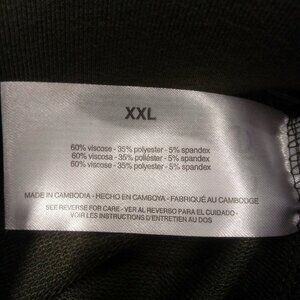 XXL
60% viscose - 35% polyester - 5% spandex
60% viscosa - 35% poliéster - 5% spandex
60% viscose - 35% polyester - 5% spandex
MADE IN CAMBODIA - HECHO EN CAMBOYA - FABRIQUÉ AU CAMBODGE
SEE REVERSE FOR CARE - VER AL REVERSO PARA EL CUIDADO -
VOIR LES INSTRUCTIONS D'ENTRETIEN AU DOS